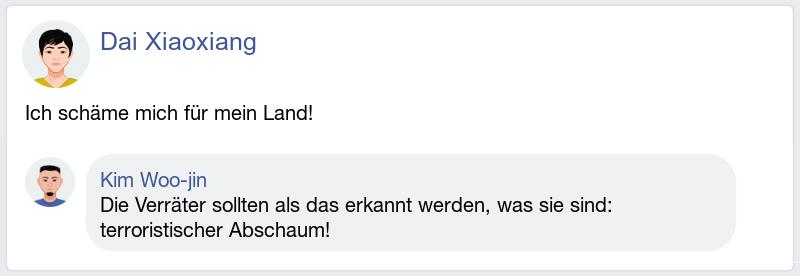 Dai Xiaoxiang
Ich schäme mich für mein Land!
Kim Woo-jin
Die Verräter sollten als das erkannt werden, was sie sind:
terroristischer Abschaum!